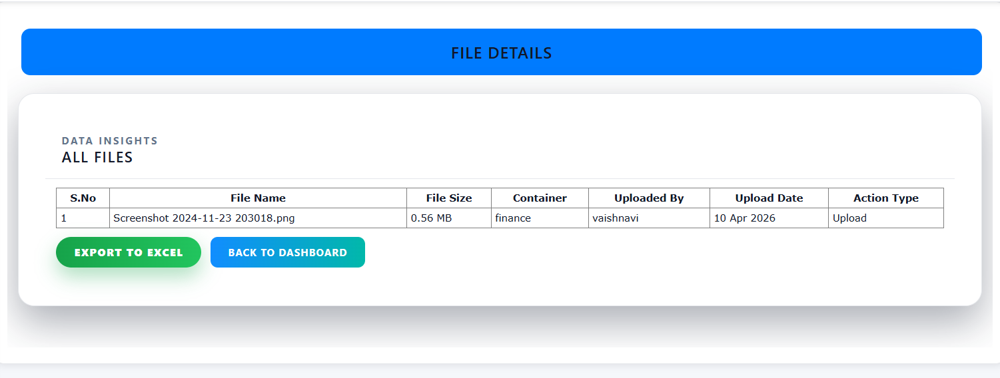 FILE DETAILS
DATA INSIGHTS
ALL FILES
S.No File Name File Size Container Uploaded By Upload Date Action Type
1 Screenshot 2024-11-23 203018.png 0.56 MB finance vaishnavi 10 Apr 2026 Upload
EXPORT TO EXCEL BACK TO DASHBOARD